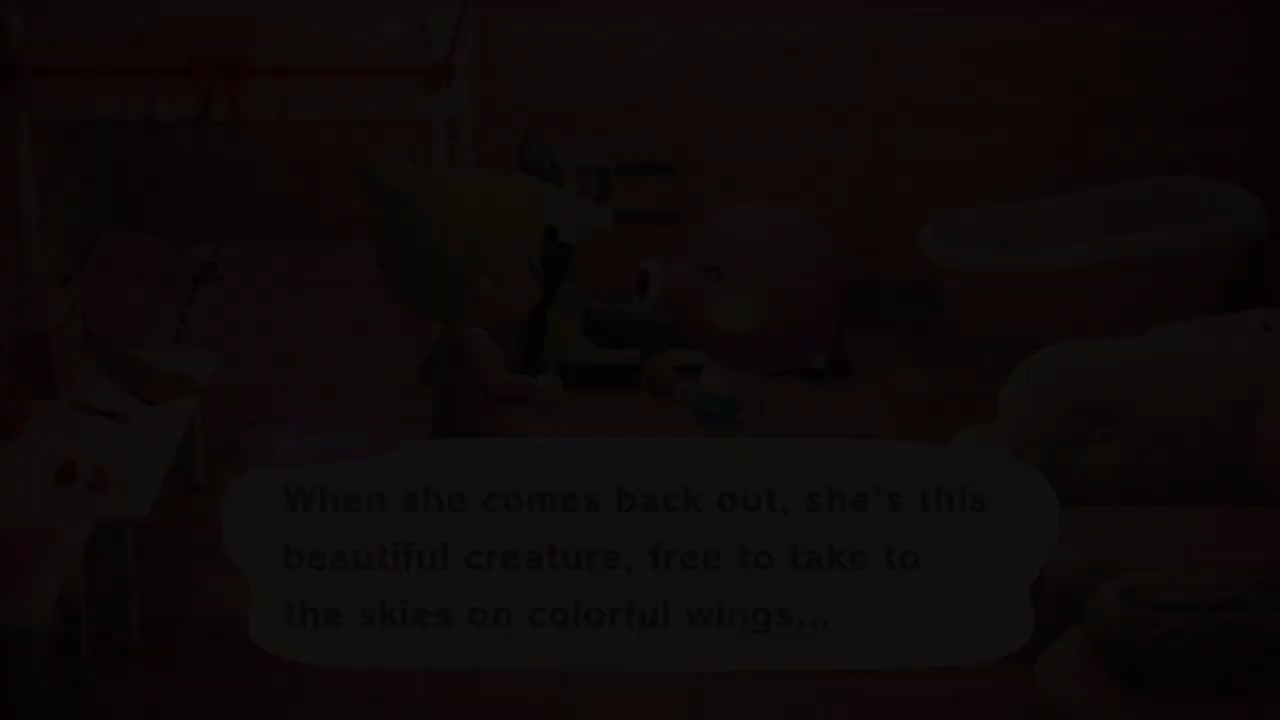 When she comes back out, she's this
beautiful creature, free to take to
the skies on colorful wings...